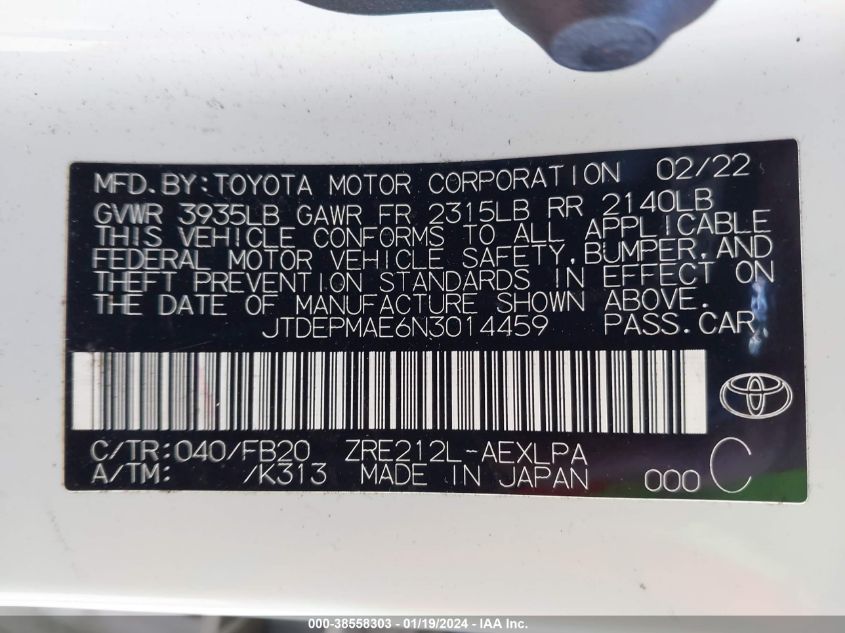 MFD.BY:TOYOTA MOTOR CORPORATION 02/22
GVWR 3935LB GAWR FR 2315LB RR 2140LB
THIS VEHICLE CONFORMS TO ALL APPLICABLE
FEDERAL MOTOR VEHICLE SAFETY,BUMPER,AND
THEFT PREVENTION STANDARDS IN EFFECT ON
THE DATE OF MANUFACTURE SHOWN ABOVE.
JTDEPMAE6N3014459 PASS.CAR
C/TR:040/FB20 ZRE212L-AEXLPA
A/TM: /K313 MADE IN JAPAN 000 C
000-38558303 - 01/19/2024 - IAA Inc.